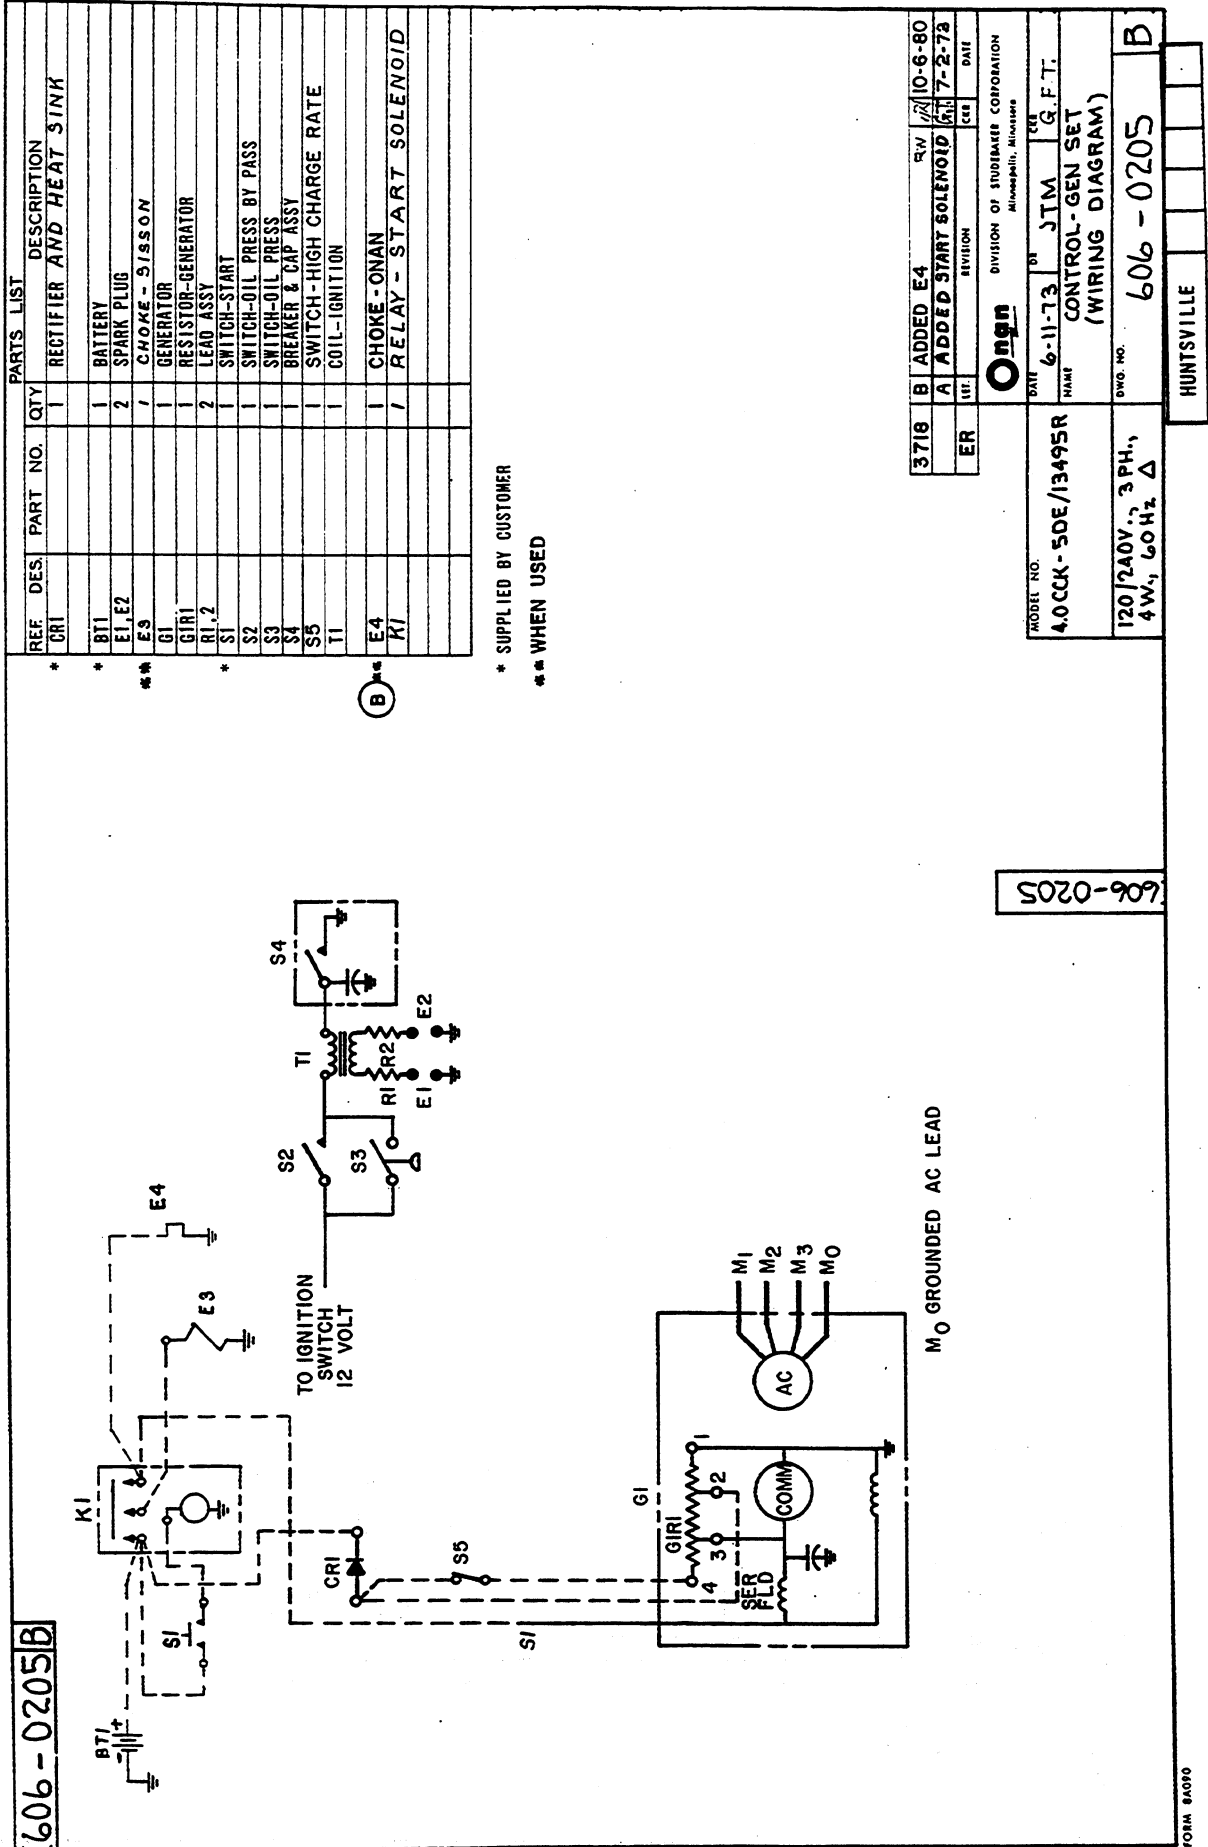 606-0205 B
PARTS LIST
REF. DES. PART NO. QTY DESCRIPTION
* CR1 1 RECTIFIER AND HEAT SINK
* BT1 1 BATTERY
E1,E2 2 SPARK PLUG
** E3 1 CHOKE-SISSON
G1 1 GENERATOR
G1R1 1 RESISTOR-GENERATOR
R1,2 2 LEAD ASSY
* S1 1 SWITCH-START
S2 1 SWITCH-OIL PRESS BY PASS
S3 1 SWITCH-OIL PRESS
S4 1 BREAKER & CAP ASSY
S5 1 SWITCH-HIGH CHARGE RATE
T1 1 COIL-IGNITION
B ** E4 1 CHOKE-ONAN
K1 1 RELAY-START SOLENOID
* SUPPLIED BY CUSTOMER
** WHEN USED
BT1
- +
S1
K1
E3
E4
CR1
S5
S1
TO IGNITION
SWITCH
12 VOLT
S2
S3
T1
R1
R2
E1
E2
S4
G1
G1R1
4
3
2
1
SER
FLD
COMM
AC
M1
M2
M3
M0
M0 GROUNDED AC LEAD
606-0205
3718 B ADDED E4 RW 10-6-80
A ADDED START SOLENOID 7-2-73
ER LET. REVISION CKR DATE
Onan
DIVISION OF STUDEBAKER CORPORATION
Minneapolis, Minnesota
MODEL NO.
4.0CCK-5DE/13495R
DATE 6-11-73 DR JTM CKR G.F.T.
NAME
CONTROL-GEN SET
(WIRING DIAGRAM)
120/240V., 3 PH.,
4W., 60Hz Δ
DWG. NO.
606-0205 B
HUNTSVILLE
FORM 8A090